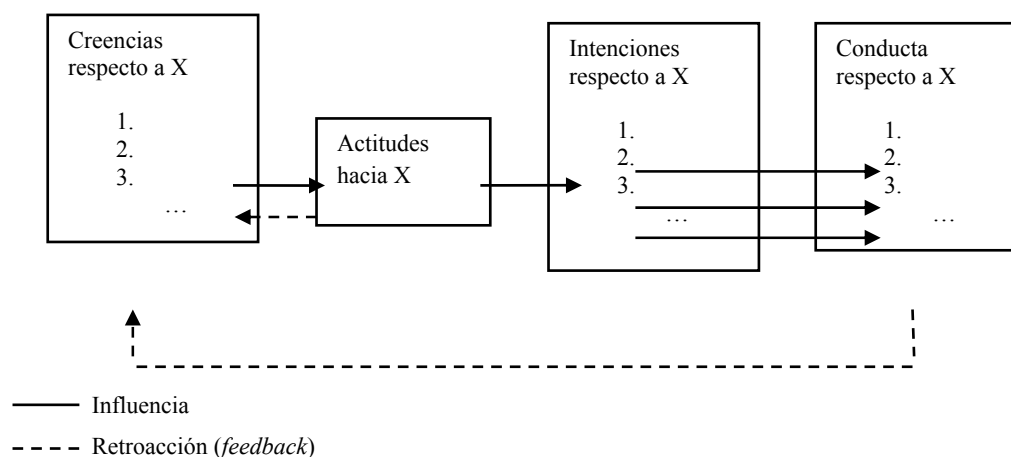 Creencias
respecto a X
1.
2.
3.
…
Actitudes
hacia X
Intenciones
respecto a X
1.
2.
3.
…
Conducta
respecto a X
1.
2.
3.
…
Influencia
Retroacción (feedback)